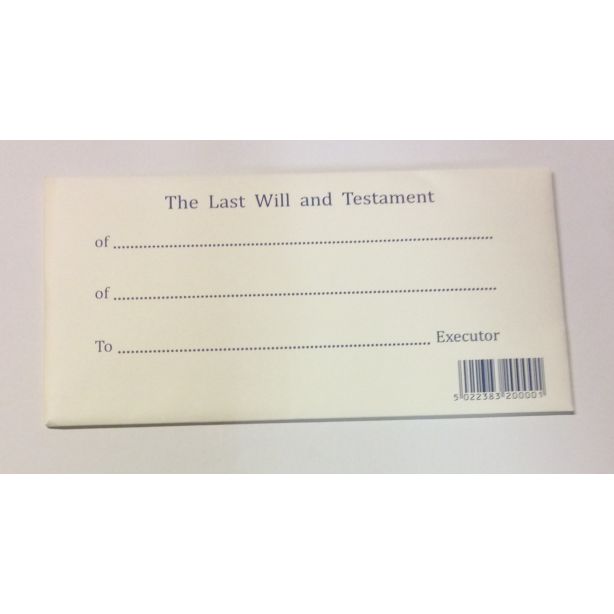 The Last Will and Testament
of ................................................................................
of ................................................................................
To ................................................................. Executor
5 022383 200001